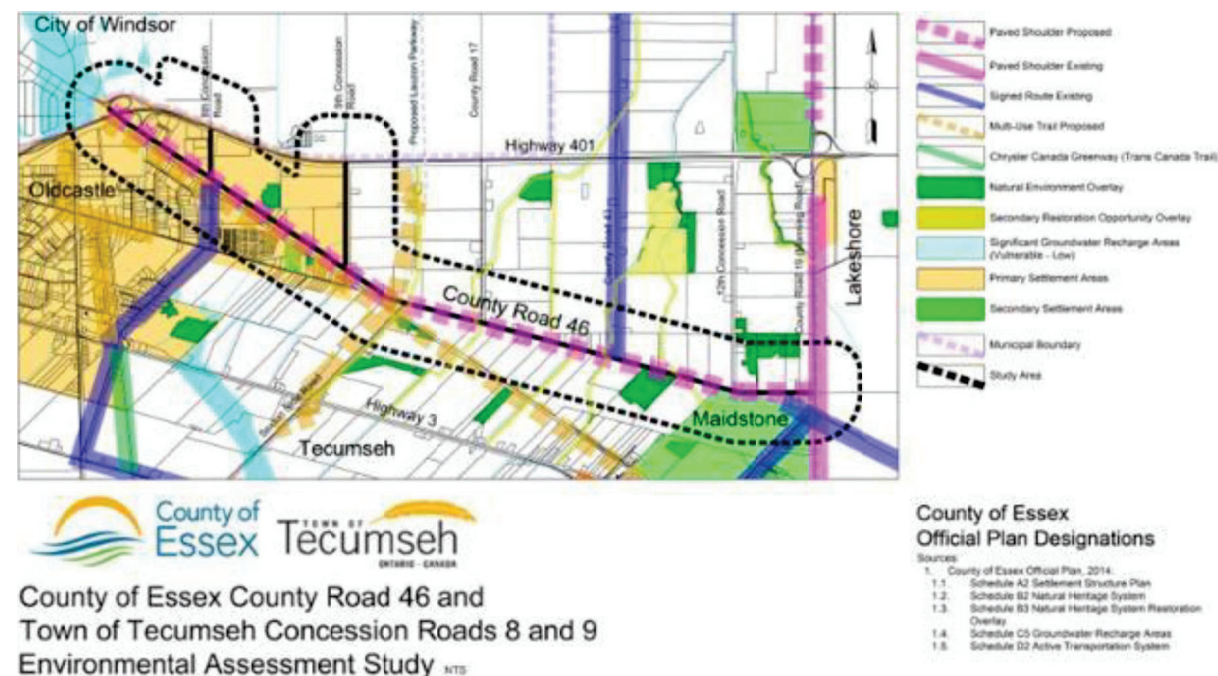 City of Windsor
8th Concession
Road
9th Concession
Road
Proposed Lauzon Parkway
County Road 17
Highway 401
Oldcastle
County Road 43
12th Concession Road
County Road 19 (Manning Road)
Lakeshore
County Road 46
Highway 3
Tecumseh
Maidstone
Paved Shoulder Proposed
Paved Shoulder Existing
Signed Route Existing
Multi-Use Trail Proposed
Chrysler Canada Greenway (Trans Canada Trail)
Natural Environment Overlay
Secondary Restoration Opportunity Overlay
Significant Groundwater Recharge Areas
(Vulnerable - Low)
Primary Settlement Areas
Secondary Settlement Areas
Municipal Boundary
Study Area
County of
Essex
TOWN OF
Tecumseh
ONTARIO - CANADA
County of Essex County Road 46 and
Town of Tecumseh Concession Roads 8 and 9
Environmental Assessment Study NTS
County of Essex
Official Plan Designations
Sources:
1. County of Essex Official Plan, 2014:
1.1. Schedule A2 Settlement Structure Plan
1.2. Schedule B2 Natural Heritage System
1.3. Schedule B3 Natural Heritage System Restoration
Overlay
1.4. Schedule C5 Groundwater Recharge Areas
1.5. Schedule D2 Active Transportation System